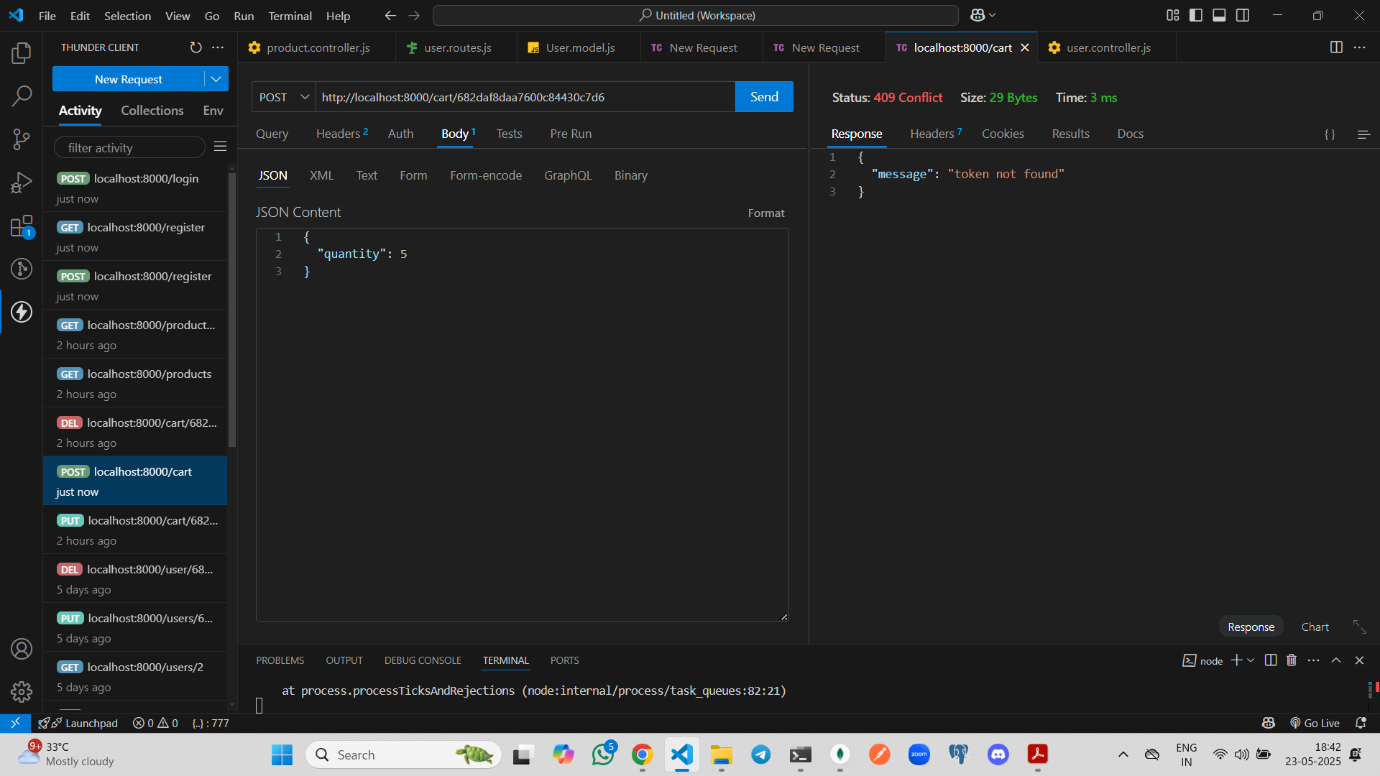 File Edit Selection View Go Run Terminal Help
Untitled (Workspace)
THUNDER CLIENT
New Request
Activity Collections Env
filter activity
POST localhost:8000/login
just now
GET localhost:8000/register
just now
POST localhost:8000/register
just now
GET localhost:8000/product...
2 hours ago
GET localhost:8000/products
2 hours ago
DEL localhost:8000/cart/682...
2 hours ago
POST localhost:8000/cart
just now
PUT localhost:8000/cart/682...
2 hours ago
DEL localhost:8000/user/68...
5 days ago
PUT localhost:8000/users/6...
5 days ago
GET localhost:8000/users/2
5 days ago
1
product.controller.js user.routes.js JS User.model.js TC New Request TC New Request TC localhost:8000/cart user.controller.js
POST http://localhost:8000/cart/682daf8daa7600c84430c7d6 Send
Query Headers 2 Auth Body 1 Tests Pre Run
JSON XML Text Form Form-encode GraphQL Binary
JSON Content Format
1 {
2 "quantity": 5
3 }
Status: 409 Conflict Size: 29 Bytes Time: 3 ms
Response Headers 7 Cookies Results Docs { }
1 {
2 "message": "token not found"
3 }
Response Chart
PROBLEMS OUTPUT DEBUG CONSOLE TERMINAL PORTS node
at process.processTicksAndRejections (node:internal/process/task_queues:82:21)
Launchpad 0 0 {..} : 777 Go Live
9+ 33°C
Mostly cloudy
Search
5
zoom
ENG
IN
18:42
23-05-2025